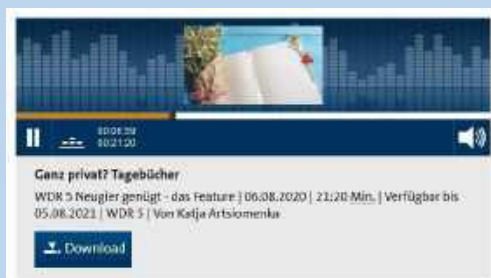 00:06:59
00:21:20
Ganz privat? Tagebücher
WDR 5 Neugier genügt - das Feature | 06.08.2020 | 21:20 Min. | Verfügbar bis
05.08.2021 | WDR 5 | Von Katja Artsiomenka
Download